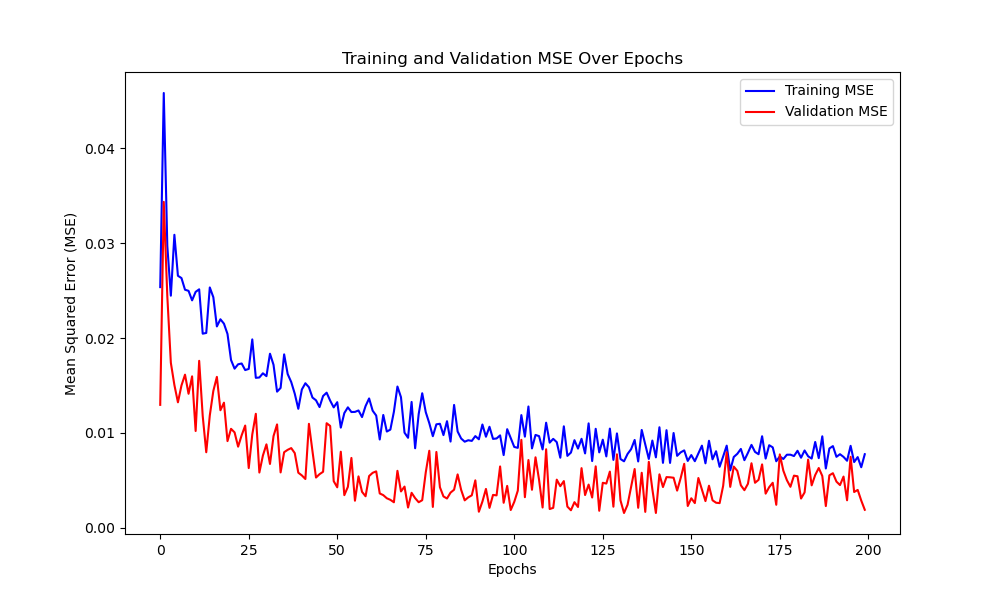 Training and Validation MSE Over Epochs
Training MSE
Validation MSE
0.04
0.03
0.02
0.01
0.00
Mean Squared Error (MSE)
0 25 50 75 100 125 150 175 200
Epochs